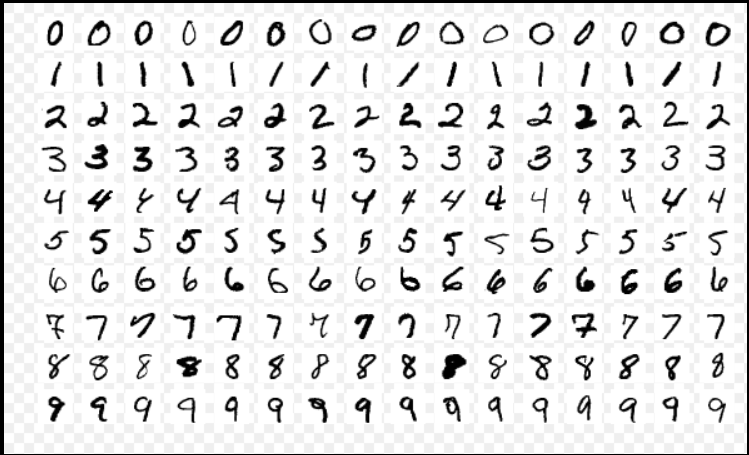 0 0 0 0 0 0 0 0 0 0 0 0 0 0 0 0
1 1 1 1 1 1 1 1 1 1 1 1 1 1 1 1
2 2 2 2 2 2 2 2 2 2 2 2 2 2 2 2
3 3 3 3 3 3 3 3 3 3 3 3 3 3 3 3
4 4 4 4 4 4 4 4 4 4 4 4 4 4 4 4
5 5 5 5 5 5 5 5 5 5 5 5 5 5 5 5
6 6 6 6 6 6 6 6 6 6 6 6 6 6 6 6
7 7 7 7 7 7 7 7 7 7 7 7 7 7 7 7
8 8 8 8 8 8 8 8 8 8 8 8 8 8 8 8
9 9 9 9 9 9 9 9 9 9 9 9 9 9 9 9